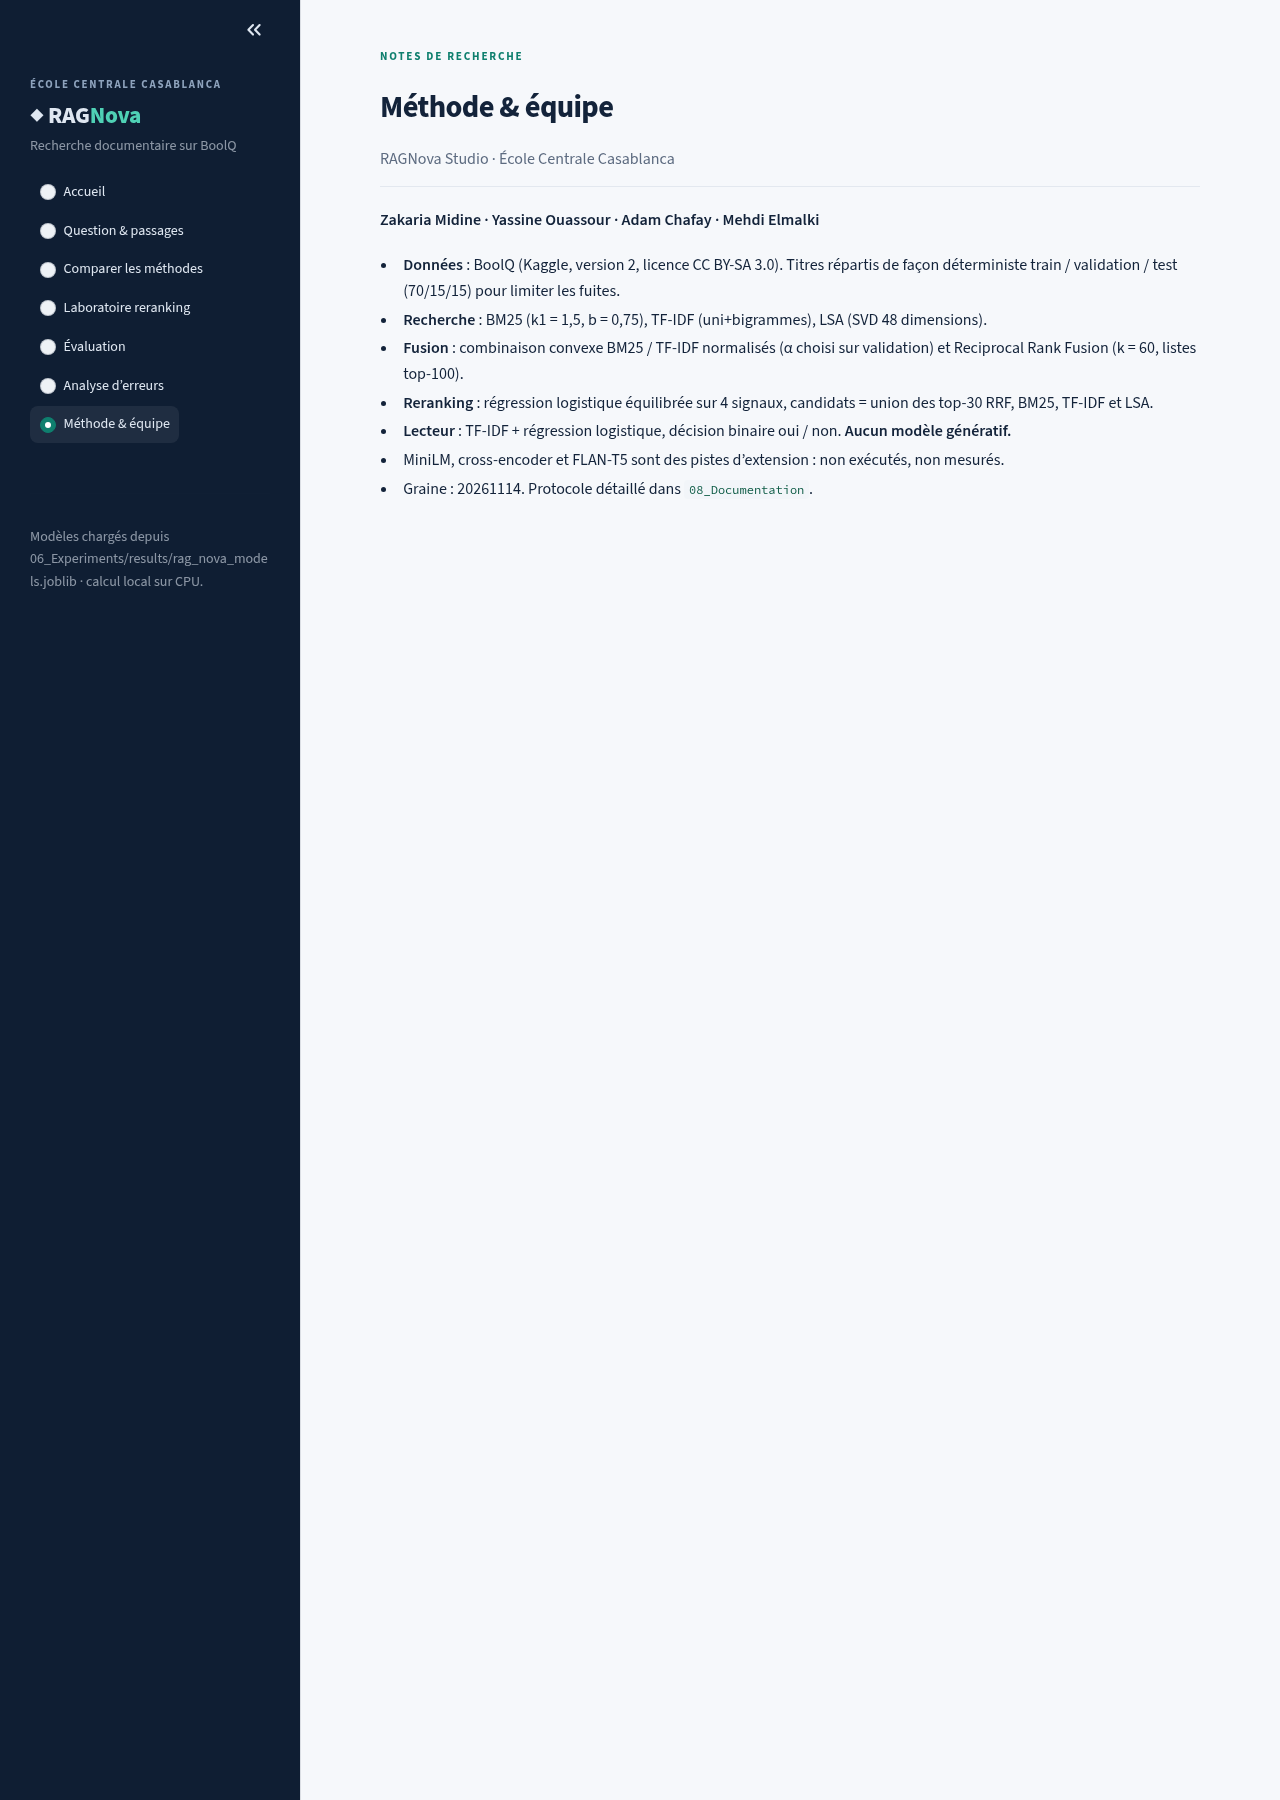 ÉCOLE CENTRALE CASABLANCA
RAGNova
Recherche documentaire sur BoolQ
Accueil
Question & passages
Comparer les méthodes
Laboratoire reranking
Évaluation
Analyse d’erreurs
Méthode & équipe
Modèles chargés depuis
06_Experiments/results/rag_nova_mode
ls.joblib · calcul local sur CPU.
NOTES DE RECHERCHE
Méthode & équipe
RAGNova Studio · École Centrale Casablanca
Zakaria Midine · Yassine Ouassour · Adam Chafay · Mehdi Elmalki
Données : BoolQ (Kaggle, version 2, licence CC BY-SA 3.0). Titres répartis de façon déterministe train / validation / test
(70/15/15) pour limiter les fuites.
Recherche : BM25 (k1 = 1,5, b = 0,75), TF-IDF (uni+bigrammes), LSA (SVD 48 dimensions).
Fusion : combinaison convexe BM25 / TF-IDF normalisés (α choisi sur validation) et Reciprocal Rank Fusion (k = 60, listes
top-100).
Reranking : régression logistique équilibrée sur 4 signaux, candidats = union des top-30 RRF, BM25, TF-IDF et LSA.
Lecteur : TF-IDF + régression logistique, décision binaire oui / non. Aucun modèle génératif.
MiniLM, cross-encoder et FLAN-T5 sont des pistes d’extension : non exécutés, non mesurés.
Graine : 20261114. Protocole détaillé dans 08_Documentation .